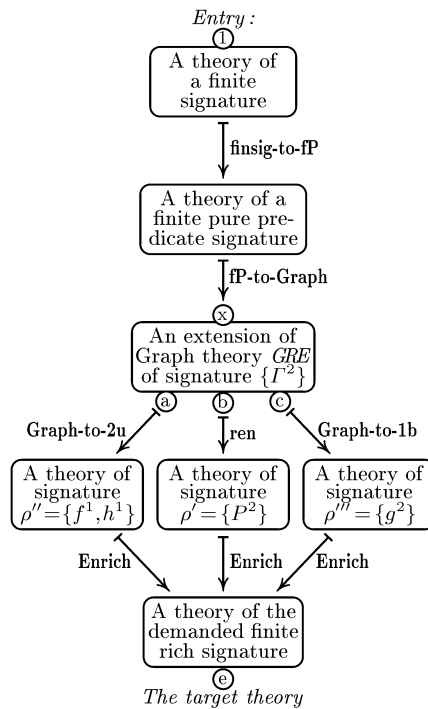 Entry :
1
A theory of
a finite
signature
finsig-to-fP
A theory of a
finite pure pre-
dicate signature
fP-to-Graph
x
An extension of
Graph theory GRE
of signature {Γ²}
a b c
Graph-to-2u ren Graph-to-1b
A theory of
signature
ρ″={f¹,h¹}
A theory of
signature
ρ′={P²}
A theory of
signature
ρ‴={g²}
Enrich Enrich Enrich
A theory of the
demanded finite
rich signature
e
The target theory